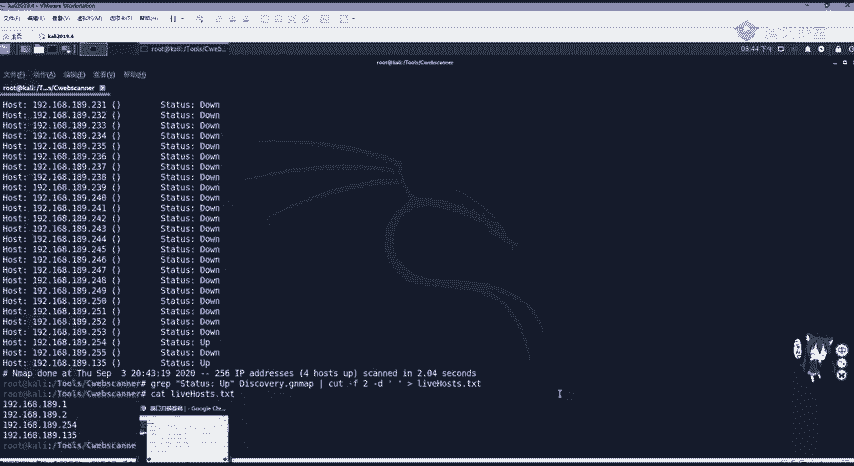 kali2019.4 - VMware Workstation
主页 kali2019.4
root@kali: /Tools/Cweb...
08:44 下午
root@kali:/Tools/Cwebscanner
文件(F) 动作(A) 编辑(E) 查看(V) 帮助(H)
root@kali: /T...s/Cwebscanner
Host: 192.168.189.231 () Status: Down
Host: 192.168.189.232 () Status: Down
Host: 192.168.189.233 () Status: Down
Host: 192.168.189.234 () Status: Down
Host: 192.168.189.235 () Status: Down
Host: 192.168.189.236 () Status: Down
Host: 192.168.189.237 () Status: Down
Host: 192.168.189.238 () Status: Down
Host: 192.168.189.239 () Status: Down
Host: 192.168.189.240 () Status: Down
Host: 192.168.189.241 () Status: Down
Host: 192.168.189.242 () Status: Down
Host: 192.168.189.243 () Status: Down
Host: 192.168.189.244 () Status: Down
Host: 192.168.189.245 () Status: Down
Host: 192.168.189.246 () Status: Down
Host: 192.168.189.247 () Status: Down
Host: 192.168.189.248 () Status: Down
Host: 192.168.189.249 () Status: Down
Host: 192.168.189.250 () Status: Down
Host: 192.168.189.251 () Status: Down
Host: 192.168.189.252 () Status: Down
Host: 192.168.189.253 () Status: Down
Host: 192.168.189.254 () Status: Up
Host: 192.168.189.255 () Status: Down
Host: 192.168.189.135 () Status: Up
# Nmap done at Thu Sep  3 20:43:19 2020 -- 256 IP addresses (4 hosts up) scanned in 2.04 seconds
root@kali:/Tools/Cwebscanner# grep "Status: Up" Discovery.gnmap | cut -f 2 -d ' ' > liveHosts.txt
root@kali:/Tools/Cwebscanner# cat liveHosts.txt
192.168.189.1
192.168.189.2
192.168.189.254
192.168.189.135
root@kali:/Tools/Cwebscanne
- Google Che...